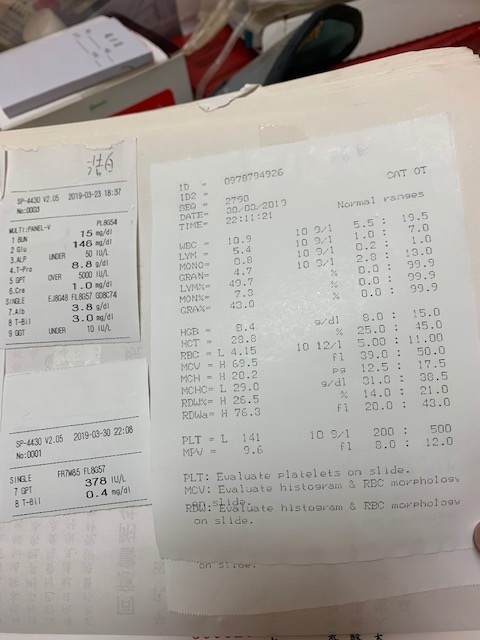 SP-4430 V2.05 2019-03-23 18:37
No:0003
MULTI:PANEL-V PL8G54
1 BUN 15 mg/dl
2 Glu 146 mg/dl
3.ALP UNDER 50 IU/L
4.T-Pro 8.8 g/dl
5 GPT OVER 5000 IU/L
6.Cre 1.0 mg/dl
SINGLE EJ8G48 FL8G57 GD8C74
7.Alb 3.8 g/dl
8 T-Bil 3.0 mg/dl
9 GGT UNDER 10 IU/L
SP-4430 V2.05 2019-03-30 22:08
No:0001
SINGLE FR7W85 FL8G57
7 GPT 378 IU/L
8 T-Bil 0.4 mg/dl
ID = 0978794926 CAT OT
ID2 =
SEQ = 2790
DATE= 30/03/2019 Normal ranges
TIME= 22:11:21
WBC = 10.9 10 9/l 5.5 : 19.5
LYM = 5.4 10 9/l 1.0 : 7.0
MONO= 0.8 10 9/l 0.2 : 1.0
GRAN= 4.7 10 9/l 2.8 : 13.0
LYM%= 49.7 % 0.0 : 99.9
MON%= 7.3 % 0.0 : 99.9
GRA%= 43.0 % 0.0 : 99.9
HGB = 8.4 g/dl 8.0 : 15.0
HCT = 28.8 % 25.0 : 45.0
RBC = L 4.15 10 12/l 5.00 : 11.00
MCV = H 69.5 fl 39.0 : 50.0
MCH = H 20.2 pg 12.5 : 17.5
MCHC= L 29.0 g/dl 31.0 : 38.5
RDW%= H 26.5 % 14.0 : 21.0
RDWa= H 76.3 fl 20.0 : 43.0
PLT = L 141 10 9/l 200 : 500
MPV = 9.6 fl 8.0 : 12.0
PLT: Evaluate platelets on slide.
MCV: Evaluate histogram & RBC morphology
on slide.
RDW: Evaluate histogram & RBC morphology
on slide.
on slide.